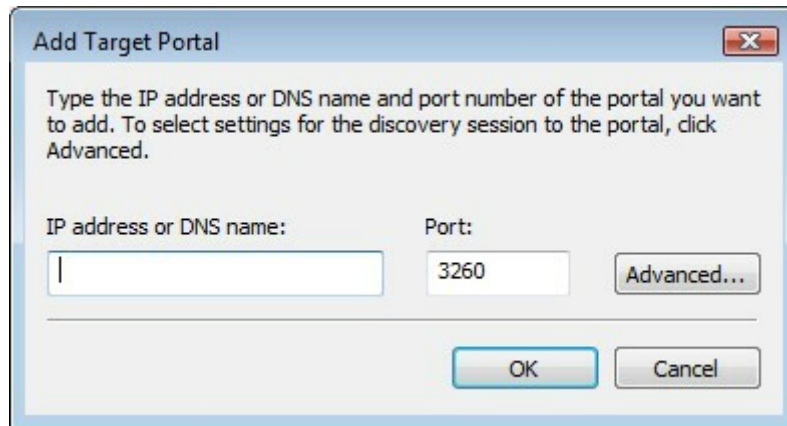 Add Target Portal
Type the IP address or DNS name and port number of the portal you want
to add. To select settings for the discovery session to the portal, click
Advanced.
IP address or DNS name: Port:
3260 Advanced...
OK Cancel